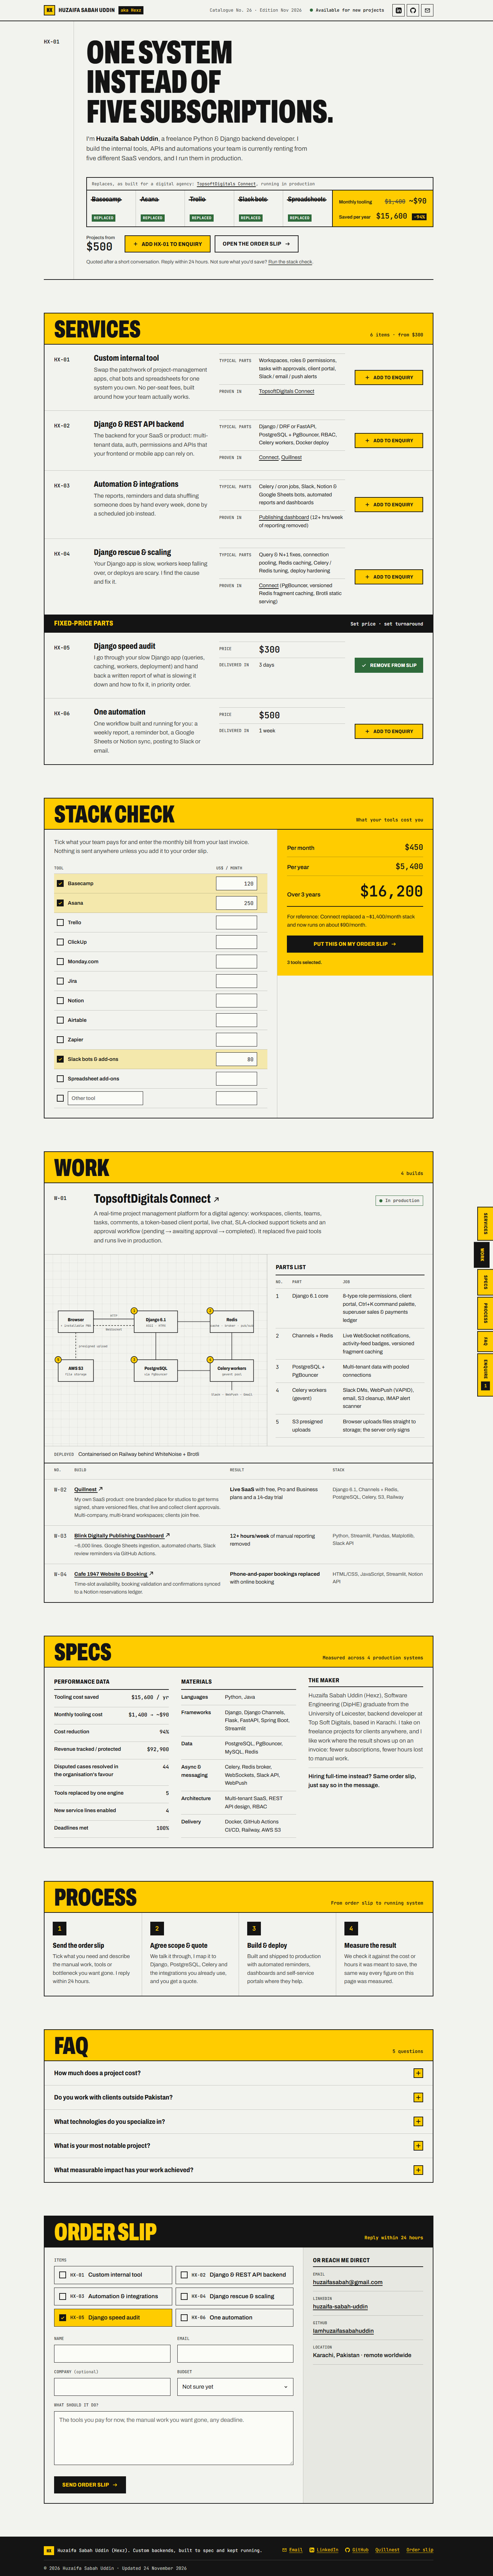 HX HUZAIFA SABAH UDDIN aka Hexz
Catalogue No. 26 - Edition Nov 2026
Available for new projects
HX-01
ONE SYSTEM
INSTEAD OF
FIVE SUBSCRIPTIONS.
I'm Huzaifa Sabah Uddin, a freelance Python & Django backend developer. I
build the internal tools, APIs and automations your team is currently renting from
five different SaaS vendors, and I run them in production.
Replaces, as built for a digital agency: TopsoftDigitals Connect, running in production
Basecamp Asana Trello Slack bots Spreadsheets
REPLACED REPLACED REPLACED REPLACED REPLACED
Monthly tooling $1,400 ~$90
Saved per year $15,600 -94%
Projects from
$500
+ ADD HX-01 TO ENQUIRY
OPEN THE ORDER SLIP →
Quoted after a short conversation. Reply within 24 hours. Not sure what you'd save? Run the stack check.
SERVICES
6 items · from $300
HX-01
Custom internal tool
Swap the patchwork of project-management
apps, chat bots and spreadsheets for one
system you own. No per-seat fees, built
around how your team actually works.
TYPICAL PARTS
Workspaces, roles & permissions,
tasks with approvals, client portal,
Slack / email / push alerts
PROVEN IN
TopsoftDigitals Connect
+ ADD TO ENQUIRY
HX-02
Django & REST API backend
The backend for your SaaS or product: multi-
tenant data, auth, permissions and APIs that
your frontend or mobile app can rely on.
TYPICAL PARTS
Django / DRF or FastAPI,
PostgreSQL + PgBouncer, RBAC,
Celery workers, Docker deploy
PROVEN IN
Connect, Quillnest
+ ADD TO ENQUIRY
HX-03
Automation & integrations
The reports, reminders and data shuffling
someone does by hand every week, done by
a scheduled job instead.
TYPICAL PARTS
Celery / cron jobs, Slack, Notion &
Google Sheets bots, automated
reports and dashboards
PROVEN IN
Publishing dashboard (12+ hrs/week
of reporting removed)
+ ADD TO ENQUIRY
HX-04
Django rescue & scaling
Your Django app is slow, workers keep falling
over, or deploys are scary. I find the cause
and fix it.
TYPICAL PARTS
Query & N+1 fixes, connection
pooling, Redis caching, Celery /
Redis tuning, deploy hardening
PROVEN IN
Connect (PgBouncer, versioned
Redis fragment caching, Brotli static
serving)
+ ADD TO ENQUIRY
FIXED-PRICE PARTS
Set price · set turnaround
HX-05
Django speed audit
I go through your slow Django app (queries,
caching, workers, deployment) and hand
back a written report of what is slowing it
down and how to fix it, in priority order.
PRICE $300
DELIVERED IN 3 days
✓ REMOVE FROM SLIP
HX-06
One automation
One workflow built and running for you: a
weekly report, a reminder bot, a Google
Sheets or Notion sync, posting to Slack or
email.
PRICE $500
DELIVERED IN 1 week
+ ADD TO ENQUIRY
STACK CHECK
What your tools cost you
Tick what your team pays for and enter the monthly bill from your last invoice.
Nothing is sent anywhere unless you add it to your order slip.
TOOL US$ / MONTH
Basecamp 120
Asana 250
Trello
ClickUp
Monday.com
Jira
Notion
Airtable
Zapier
Slack bots & add-ons 80
Spreadsheet add-ons
Other tool
Per month $450
Per year $5,400
Over 3 years $16,200
For reference: Connect replaced a ~$1,400/month stack
and now runs on about $90/month.
PUT THIS ON MY ORDER SLIP →
3 tools selected.
WORK
4 builds
W-01
TopsoftDigitals Connect ↗
In production
A real-time project management platform for a digital agency: workspaces, clients, teams,
tasks, comments, a token-based client portal, live chat, SLA-clocked support tickets and an
approval workflow (pending → awaiting approval → completed). It replaced five paid tools
and runs live in production.
Browser
Django 6.1
Redis
AWS S3
file storage
PostgreSQL
via PgBouncer
Celery workers
gevent pool
presigned upload
PARTS LIST
NO. PART JOB
1 Django 6.1 core
8-type role permissions, client
portal, Ctrl+K command palette,
superuser sales & payments
ledger
2 Channels + Redis
Live WebSocket notifications,
activity-feed badges, versioned
fragment caching
3 PostgreSQL +
PgBouncer
Multi-tenant data with pooled
connections
4 Celery workers
(gevent)
Slack DMs, WebPush (VAPID),
email, S3 cleanup, IMAP alert
scanner
5 S3 presigned
uploads
Browser uploads files straight to
storage; the server only signs
DEPLOYED Containerised on Railway behind WhiteNoise + Brotli
NO. BUILD RESULT STACK
W-02
Quillnest ↗
My own SaaS product: one branded place for studios to get terms
signed, share versioned files, chat live and collect client approvals.
Multi-company, multi-brand workspaces; clients join free.
Live SaaS with free, Pro and Business
plans and a 14-day trial
Django 6.1, Channels + Redis,
PostgreSQL, Celery, S3, Railway
W-03
Blink Digitally Publishing Dashboard ↗
~6,000 lines. Google Sheets ingestion, automated charts, Slack
review reminders via GitHub Actions.
12+ hours/week of manual reporting
removed
Python, Streamlit, Pandas, Matplotlib,
Slack API
W-04
Cafe 1947 Website & Booking ↗
Time-slot availability, booking validation and confirmations synced
to a Notion reservations ledger.
Phone-and-paper bookings replaced
with online booking
HTML/CSS, JavaScript, Streamlit, Notion
API
SERVICES
WORK
SPECS
PROCESS
FAQ
ENQUIRE 1
SPECS
Measured across 4 production systems
PERFORMANCE DATA
Tooling cost saved $15,600 / yr
Monthly tooling cost $1,400 → ~$90
Cost reduction 94%
Revenue tracked / protected $92,960
Disputed cases resolved in
the organisation's favour 44
Tools replaced by one engine 5
New service lines enabled 4
Deadlines met 100%
MATERIALS
Languages Python, Java
Frameworks Django, Django Channels,
Flask, FastAPI, Spring Boot,
Streamlit
Data PostgreSQL, PgBouncer,
MySQL, Redis
Async &
messaging
Celery, Redis broker,
WebSockets, Slack API,
WebPush
Architecture Multi-tenant SaaS, REST
API design, RBAC
Delivery Docker, GitHub Actions
CI/CD, Railway, AWS S3
THE MAKER
Huzaifa Sabah Uddin (Hexz), Software
Engineering (DipHE) graduate from the
University of Leicester, backend developer at
Top Soft Digitals, based in Karachi. I take on
freelance projects from anywhere, and I
like work where the result shows up on an
invoice: fewer subscriptions, fewer hours lost
to manual work.
Hiring full-time instead? Same order slip,
just say so in the message.
PROCESS
From order slip to running system
1
Send the order slip
Tick what you need and describe
the manual work, tools or
bottleneck you want gone. I reply
within 24 hours.
2
Agree scope & quote
We talk it through, I map it to
Django, PostgreSQL, Celery and
the integrations you already use,
and you get a quote.
3
Build & deploy
Built and shipped to production
with automated reminders,
dashboards and self-service
portals where they help.
4
Measure the result
We check it against the cost or
hours it was meant to save, the
same way every figure on this
page was measured.
FAQ
5 questions
How much does a project cost?
Do you work with clients outside Pakistan?
What technologies do you specialize in?
What is your most notable project?
What measurable impact has your work achieved?
ORDER SLIP
Reply within 24 hours
ITEMS
HX-01 Custom internal tool
HX-02 Django & REST API backend
HX-03 Automation & integrations
HX-04 Django rescue & scaling
HX-05 Django speed audit
HX-06 One automation
NAME
EMAIL
COMPANY (optional)
BUDGET
Not sure yet
WHAT SHOULD IT DO?
The tools you pay for now, the manual work you want gone, any deadline.
SEND ORDER SLIP →
OR REACH ME DIRECT
EMAIL
huzaifasabah@gmail.com
LINKEDIN
huzaifa-sabah-uddin
GITHUB
Iamhuzaifasabahuddin
LOCATION
Karachi, Pakistan · remote worldwide
HX Huzaifa Sabah Uddin (Hexz). Custom backends, built to spec and kept running.
Email LinkedIn GitHub Quillnest Order slip
© 2026 Huzaifa Sabah Uddin · Updated 24 November 2026